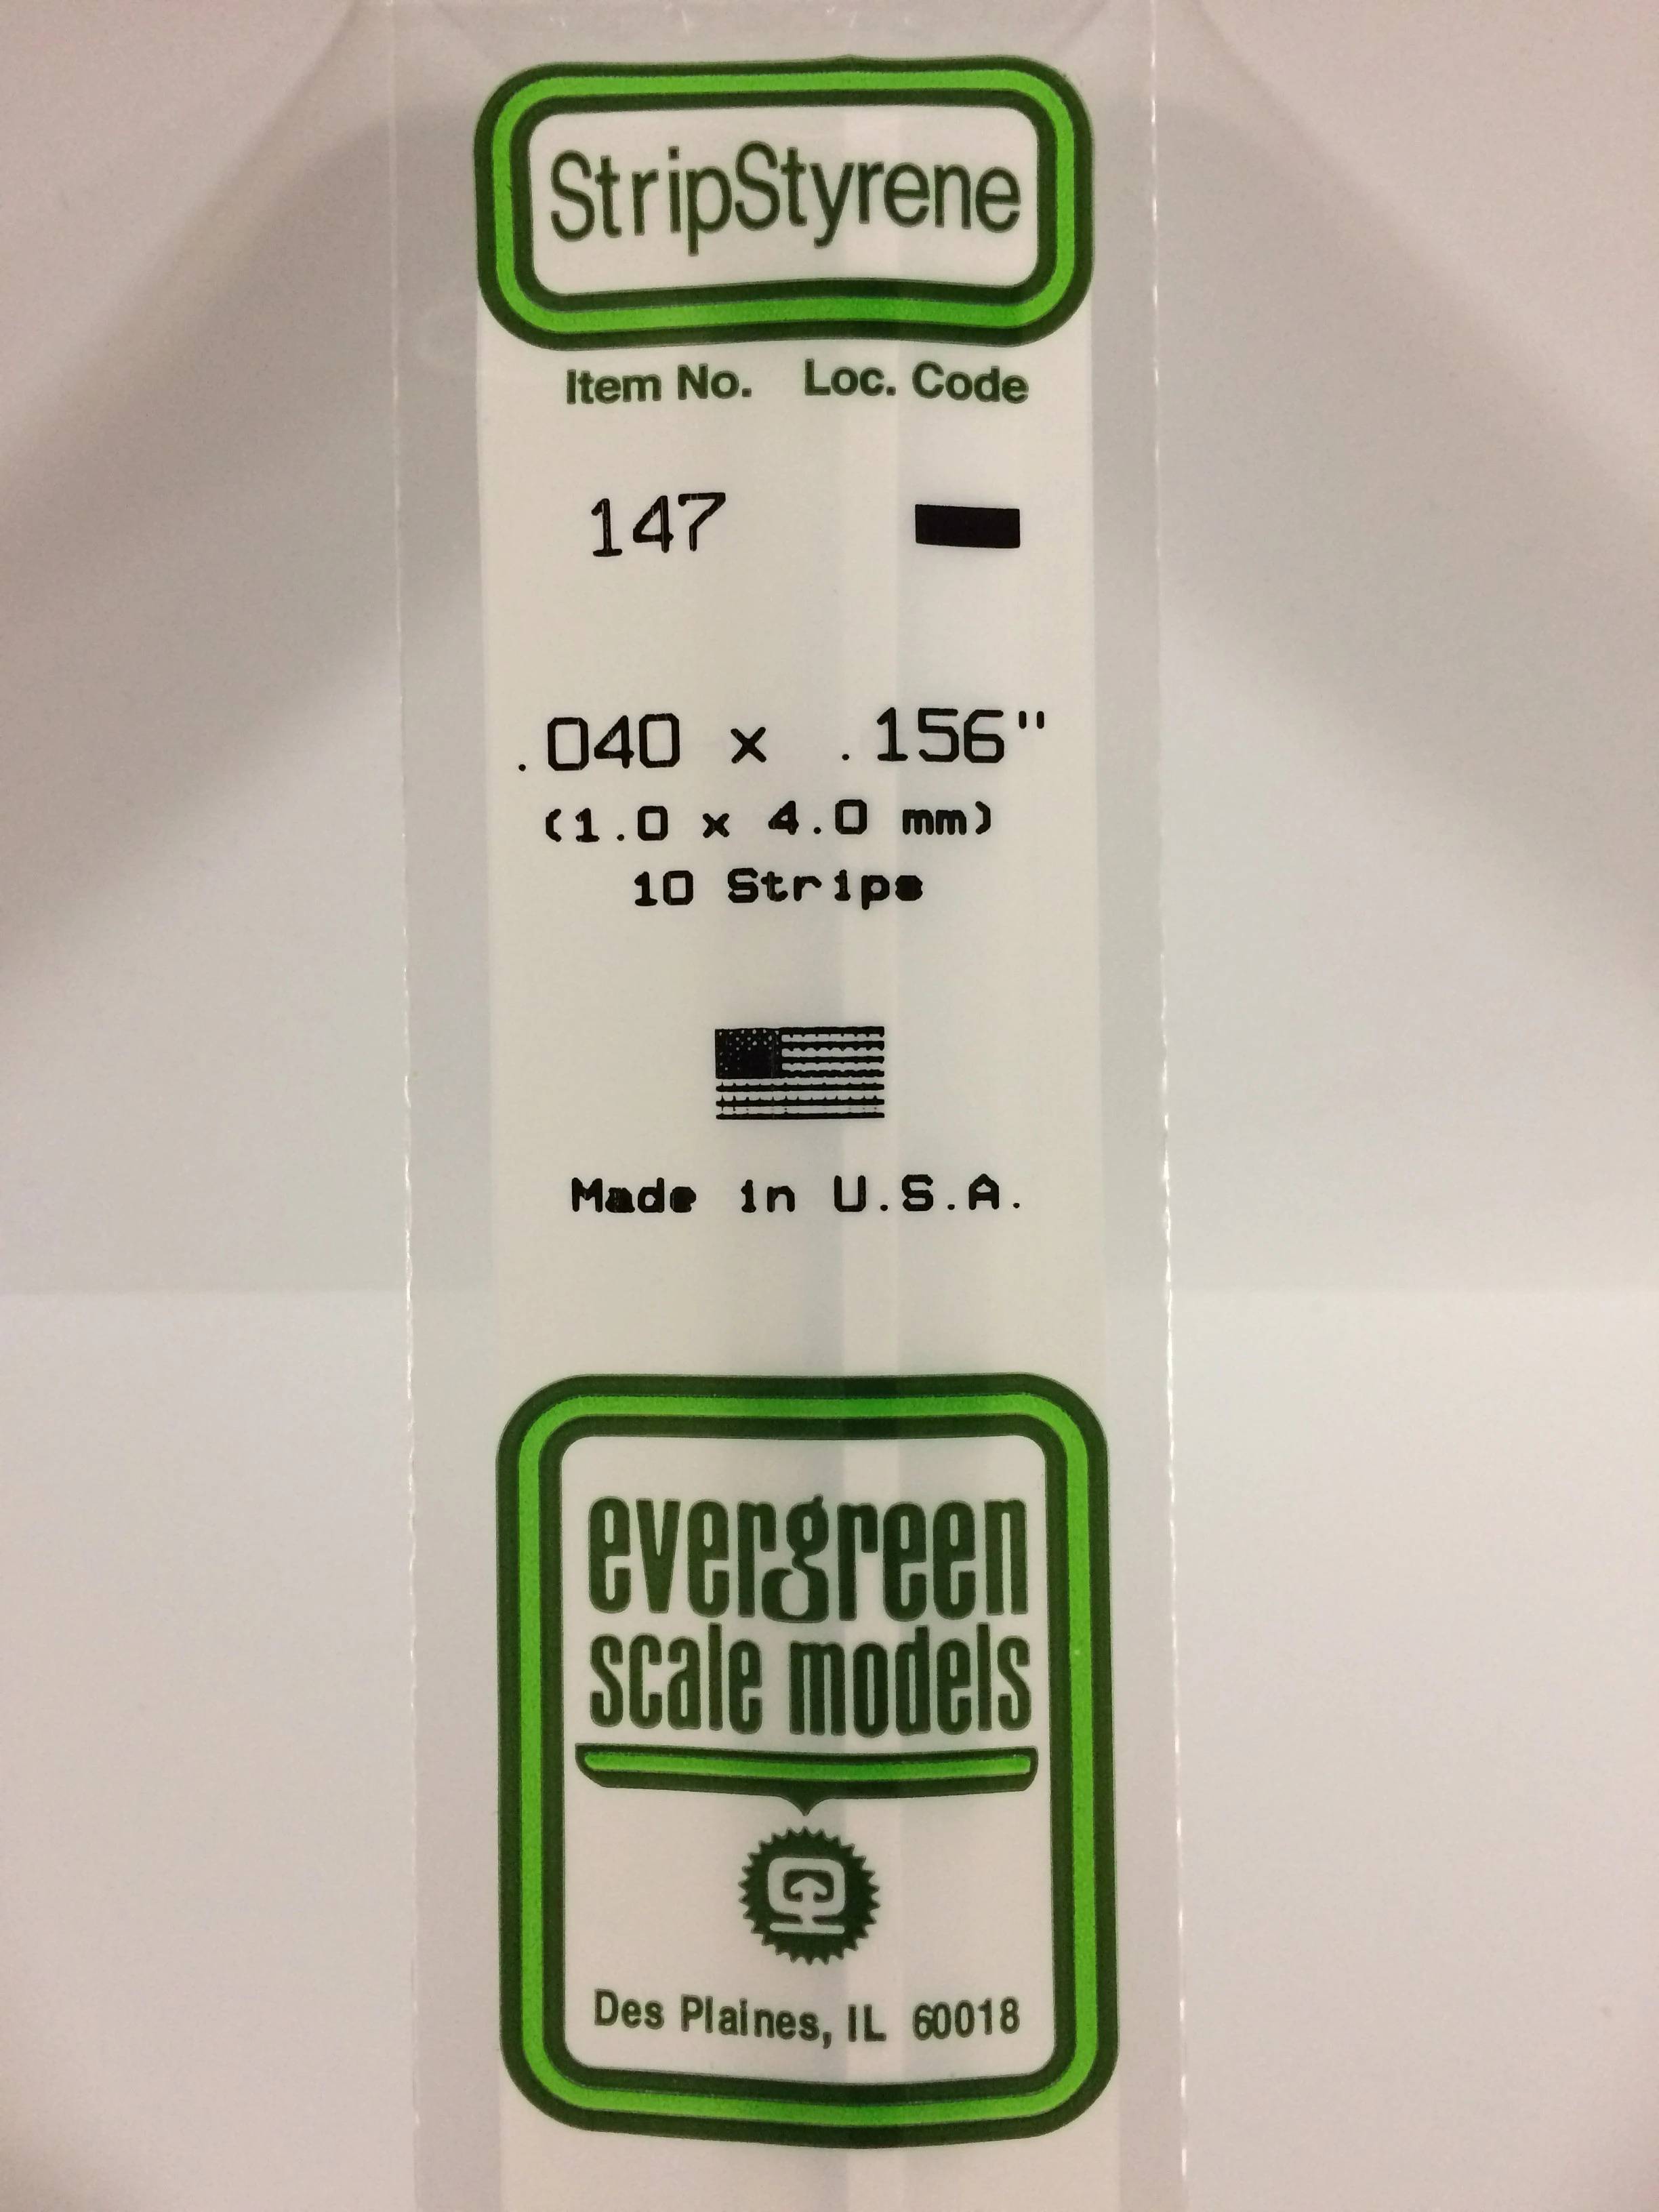 StripStyrene
Item No. Loc. Code
147
.040 x .156"
(1.0 x 4.0 mm)
10 Strips
Made in U.S.A.
evergreen
scale models
Des Plaines, IL 60018